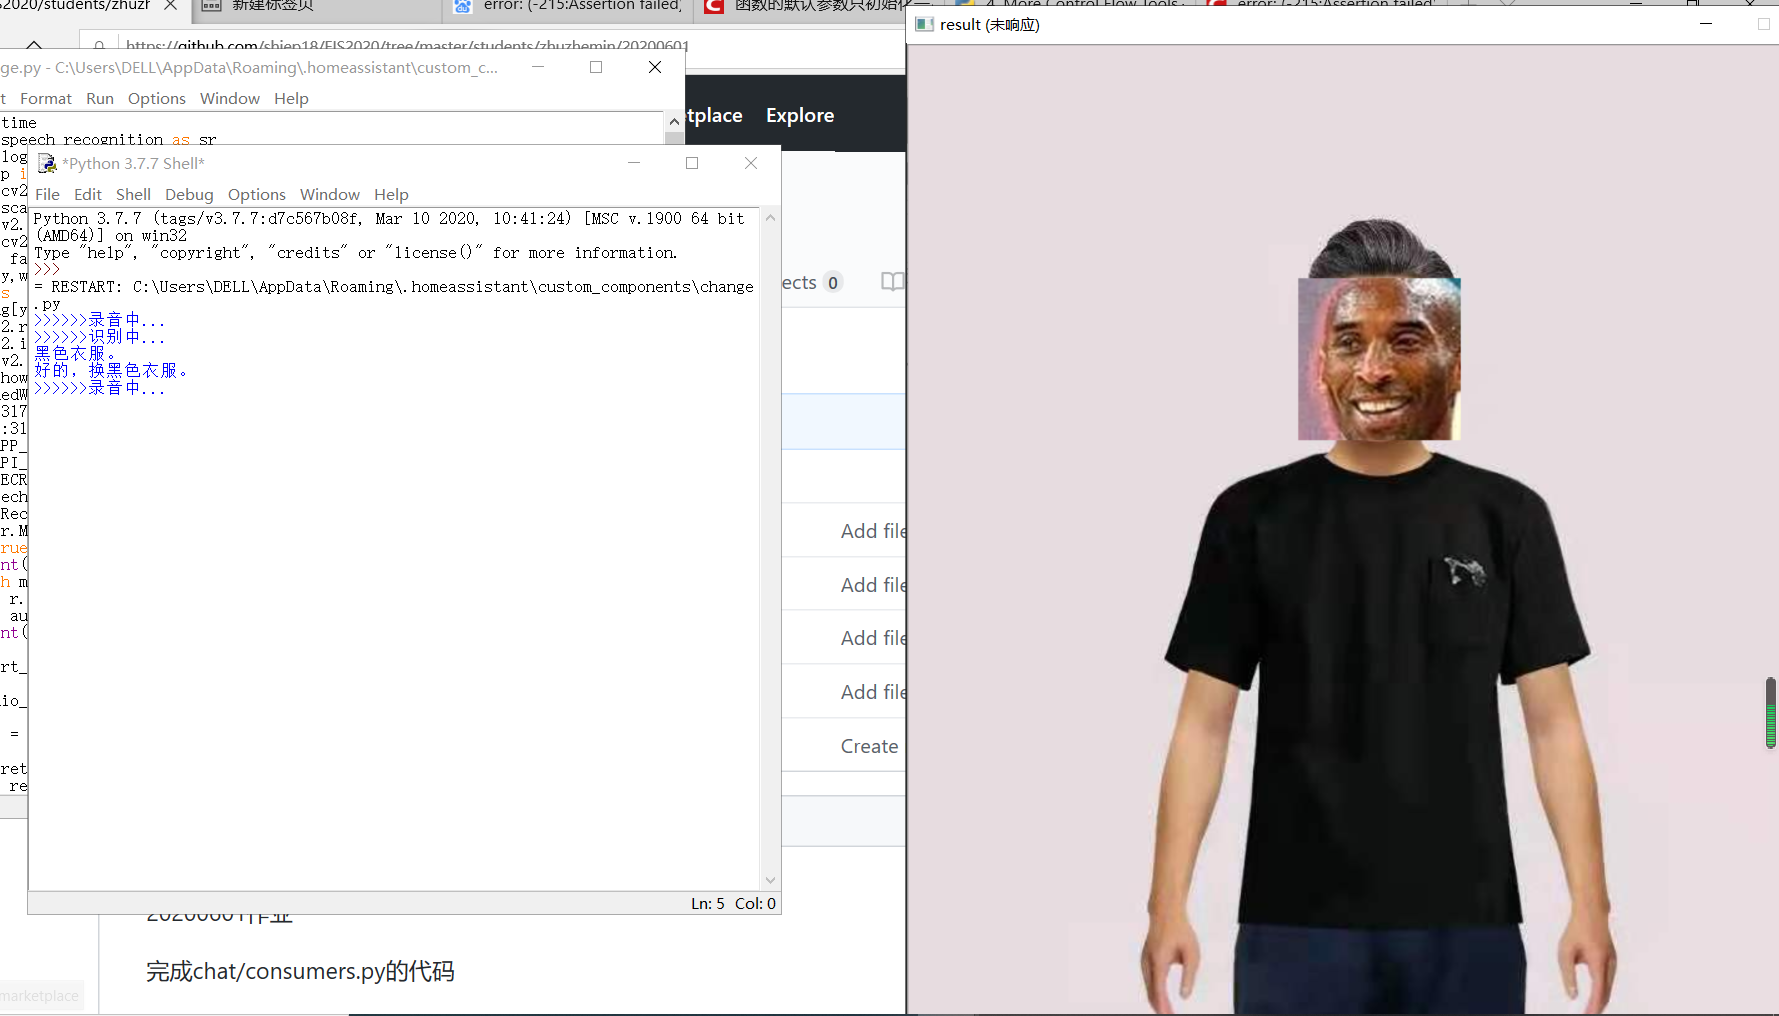 S2020/students/zhuzh
新建标签页
error: (-215:Assertion failed)
函数的默认参数只初始化一
4. More Control Flow Tools
error: (-215:Assertion failed)
https://github.com/shiep18/EIS2020/tree/master/students/zhuzhemin/20200601
result (未响应)
ge.py - C:\Users\DELL\AppData\Roaming\.homeassistant\custom_c...
t Format Run Options Window Help
time
speech_recognition as sr
log
p i
cv2
sca
v2.
cv2
fa
y,w
s
g[y
2.r
2.i
v2.
how
edW
317
:31
PP_
PI_
ECR
ech
Rec
r.M
rue
nt(
h m
r.
au
nt(
rt_
io_
=
ret
re
*Python 3.7.7 Shell*
File Edit Shell Debug Options Window Help
Python 3.7.7 (tags/v3.7.7:d7c567b08f, Mar 10 2020, 10:41:24) [MSC v.1900 64 bit
(AMD64)] on win32
Type "help", "copyright", "credits" or "license()" for more information.
>>>
= RESTART: C:\Users\DELL\AppData\Roaming\.homeassistant\custom_components\change
.py
>>>>>>录音中...
>>>>>>识别中...
黑色衣服。
好的，换黑色衣服。
>>>>>>录音中...
Ln: 5 Col: 0
etplace Explore
ects 0
Add file
Add file
Add file
Add file
Create
20200601作业
完成chat/consumers.py的代码
marketplace